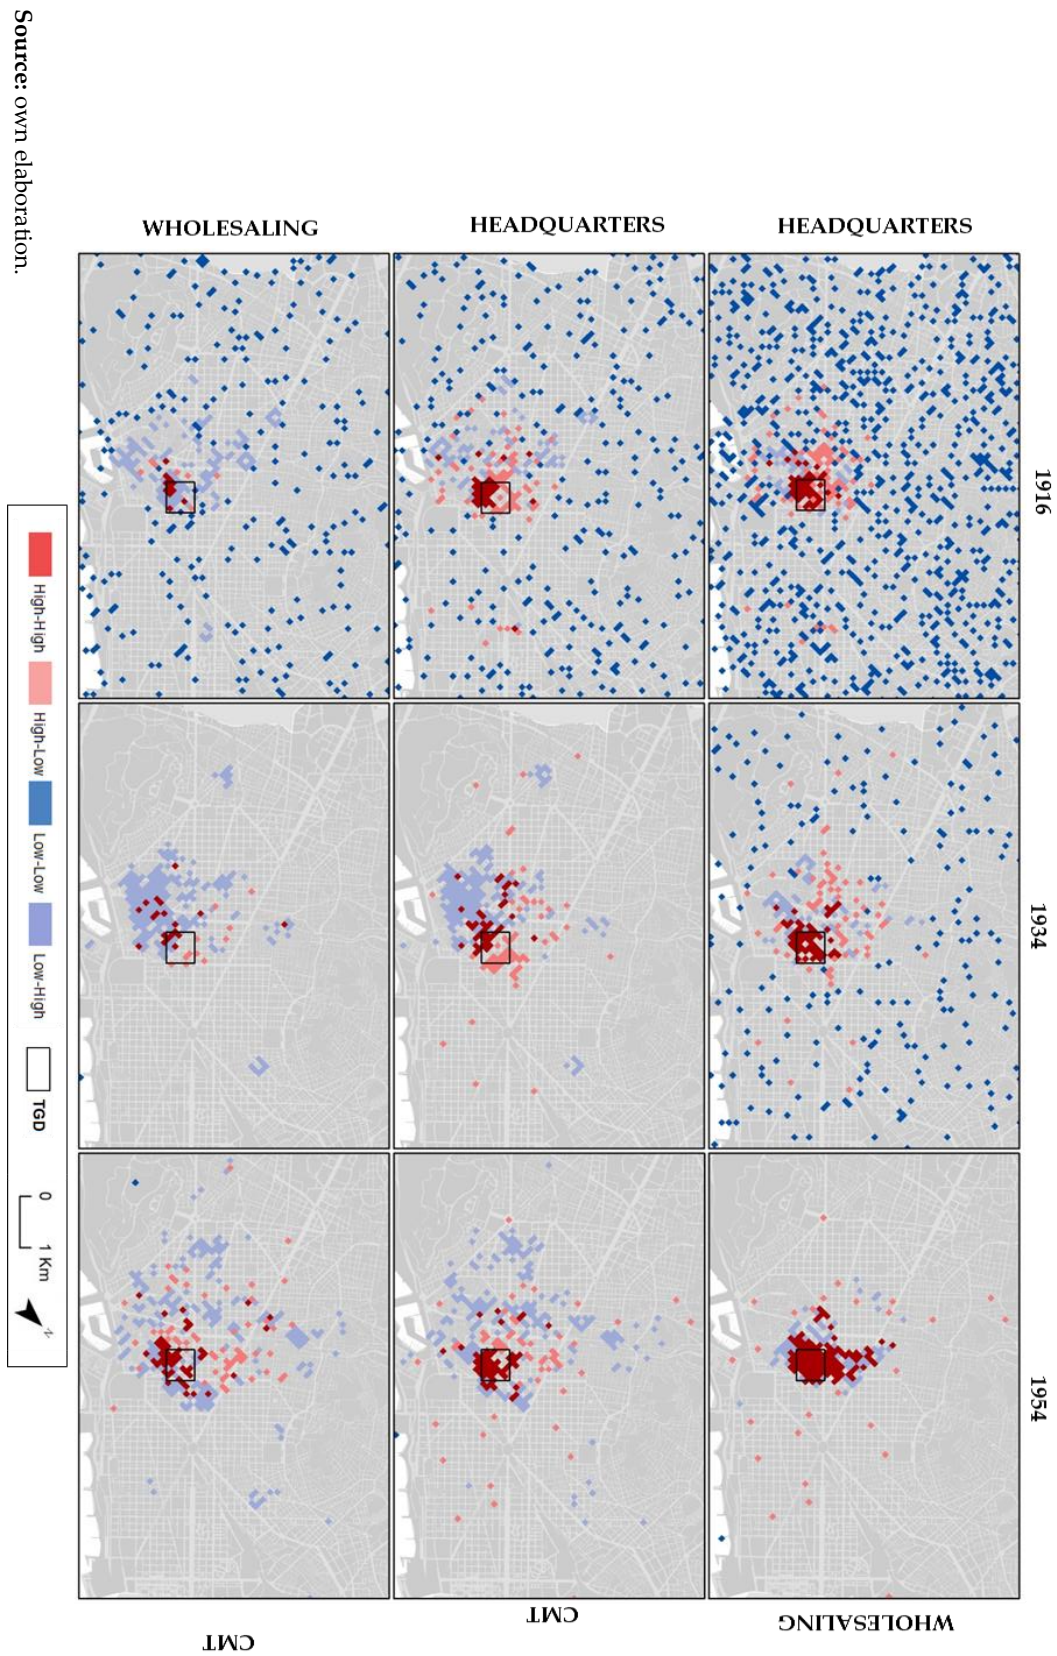 1916
1934
1954
HEADQUARTERS
WHOLESALING
HEADQUARTERS
CMT
WHOLESALING
CMT
High-High
High-Low
Low-Low
Low-High
TGD
0
1 Km
N
Source: own elaboration.